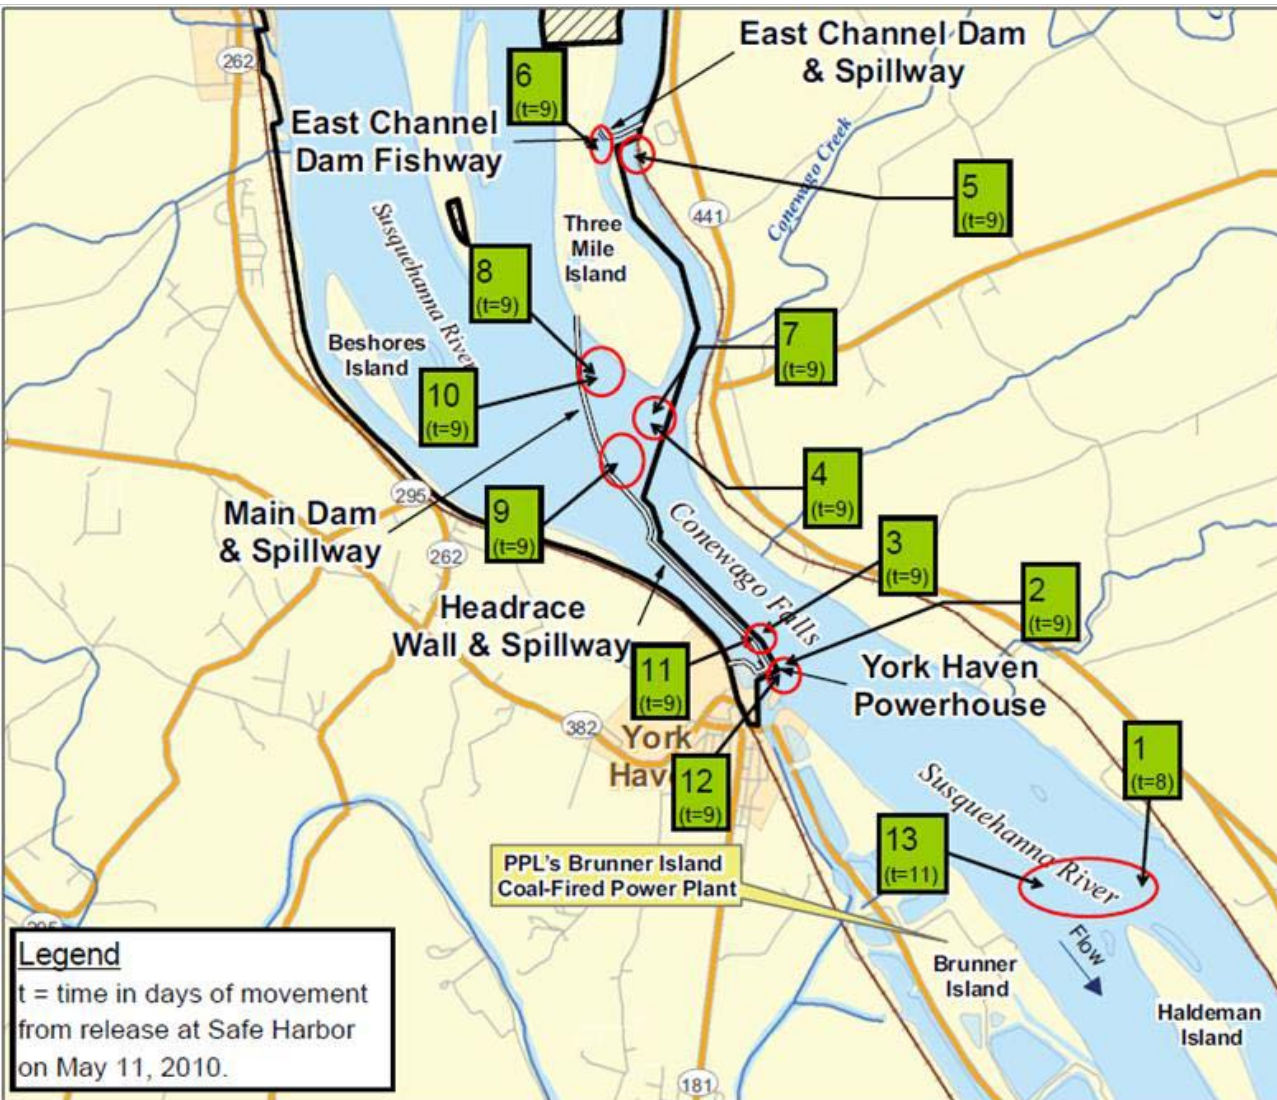 East Channel Dam
& Spillway
262
6
(t=9)
East Channel
Dam Fishway
Conewago Creek
5
(t=9)
441
Three
Mile
Island
Susquehanna River
8
(t=9)
7
(t=9)
Beshores
Island
10
(t=9)
4
(t=9)
295
Main Dam
& Spillway
9
(t=9)
262
Conewago Falls
3
(t=9)
2
(t=9)
Headrace
Wall & Spillway
11
(t=9)
York Haven
Powerhouse
382
York
Hav
12
(t=9)
1
(t=8)
Susquehanna River
13
(t=11)
PPL's Brunner Island
Coal-Fired Power Plant
Flow
Brunner
Island
Haldeman
Island
Legend
t = time in days of movement
from release at Safe Harbor
on May 11, 2010.
181